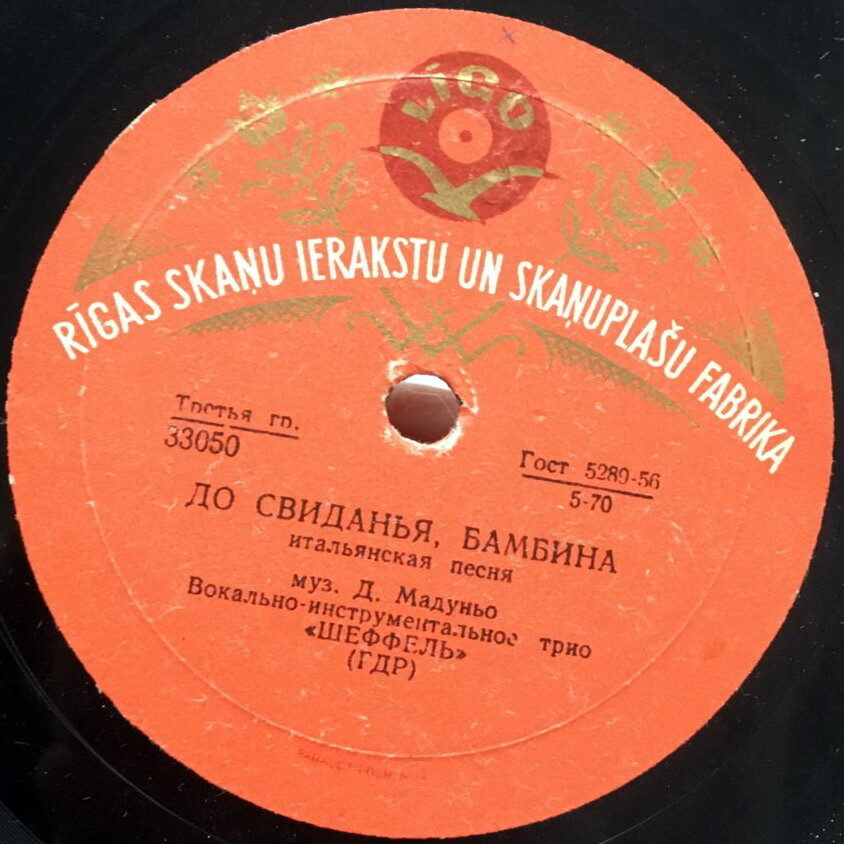 LĪGO
RĪGAS SKAŅU IERAKSTU UN SKAŅUPLAŠU FABRIKA
Третья гр.
33050
Гост 5289-56
5-70
ДО СВИДАНЬЯ, БАМБИНА
итальянская песня
муз. Д. Мадуньо
Вокально-инструментальное трио
«ШЕФФЕЛЬ»
(ГДР)